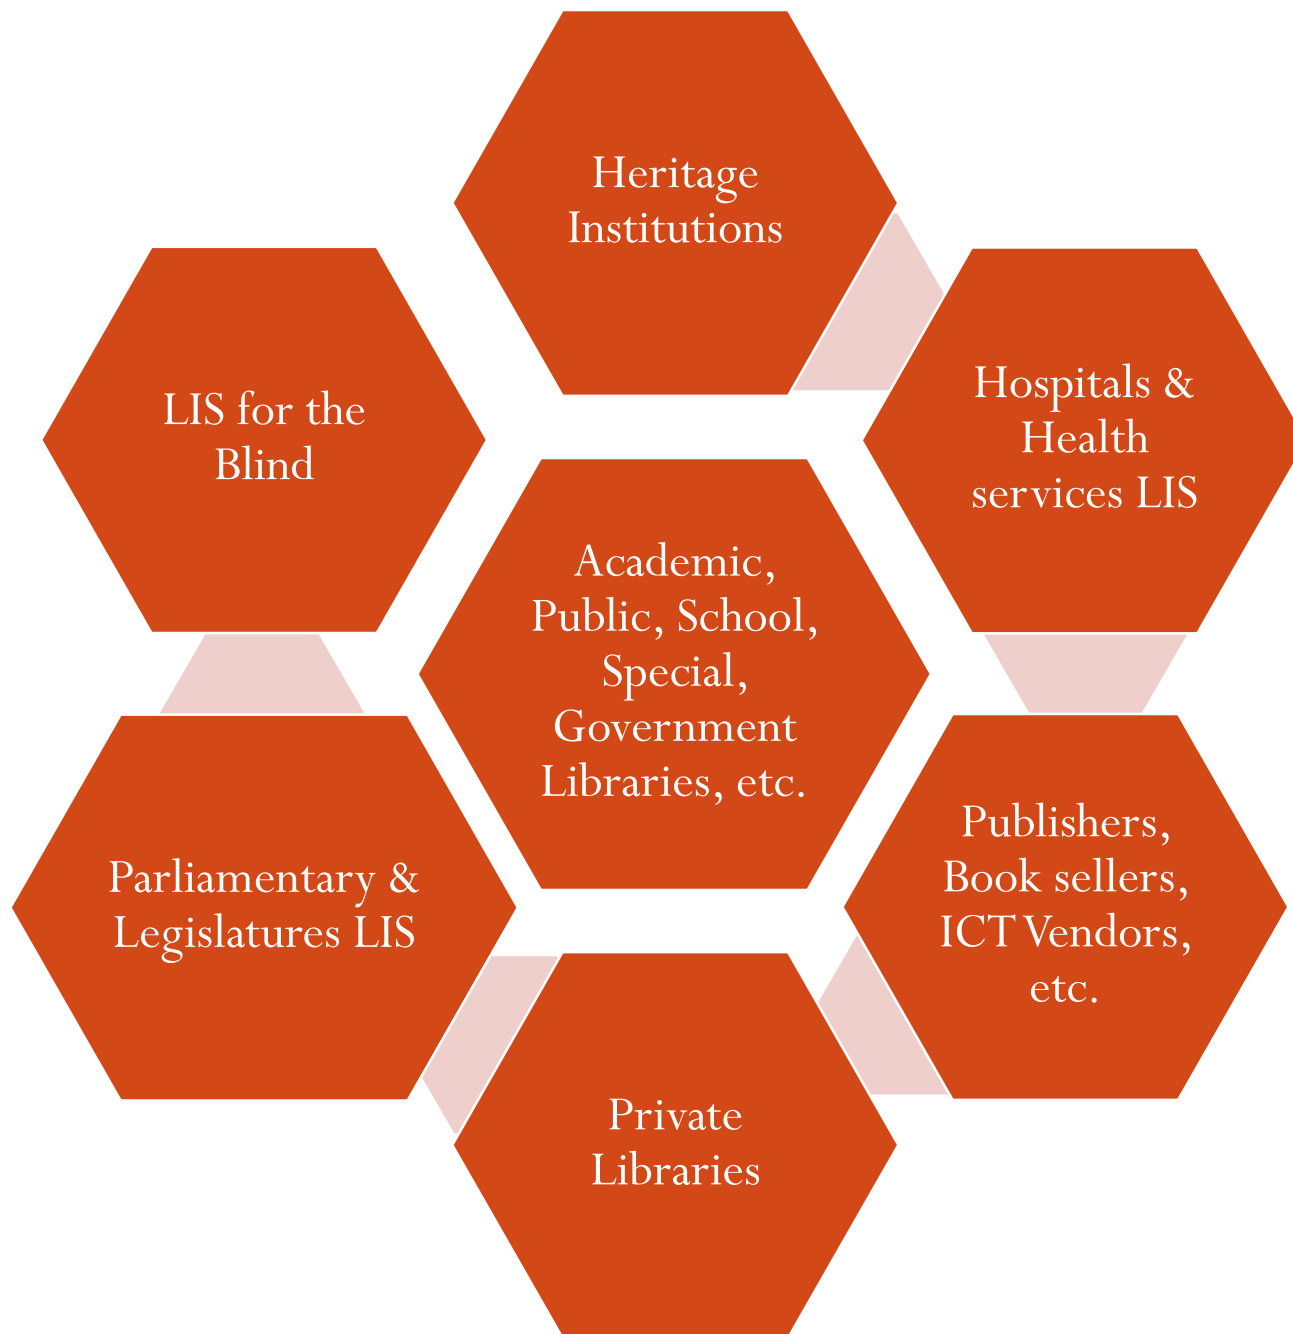 Heritage
Institutions
LIS for the
Blind
Hospitals &
Health
services LIS
Academic,
Public, School,
Special,
Government
Libraries, etc.
Parliamentary &
Legislatures LIS
Publishers,
Book sellers,
ICT Vendors,
etc.
Private
Libraries